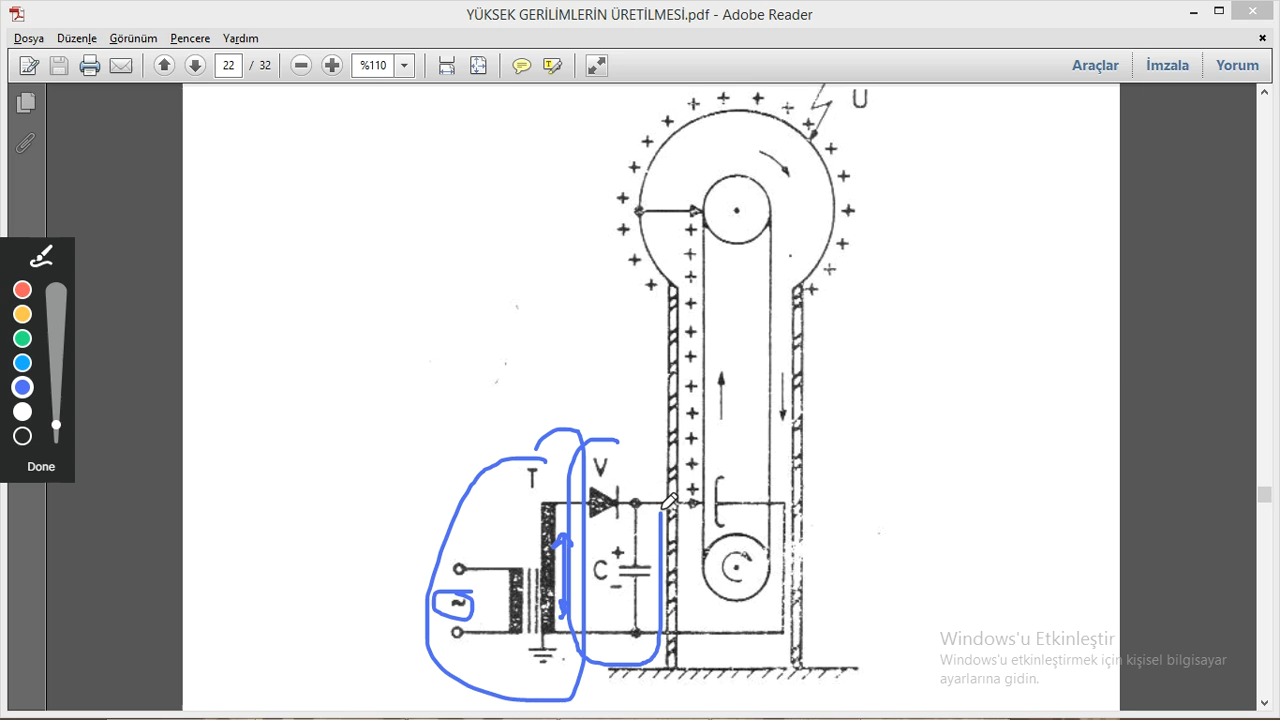 YÜKSEK GERİLİMLERİN ÜRETİLMESİ.pdf - Adobe Reader
Dosya Düzenle Görünüm Pencere Yardım
22 / 32 %110 Araçlar İmzala Yorum
U
T V
C + -
~
Done
Windows'u Etkinleştir
Windows'u etkinleştirmek için kişisel bilgisayar
ayarlarına gidin.